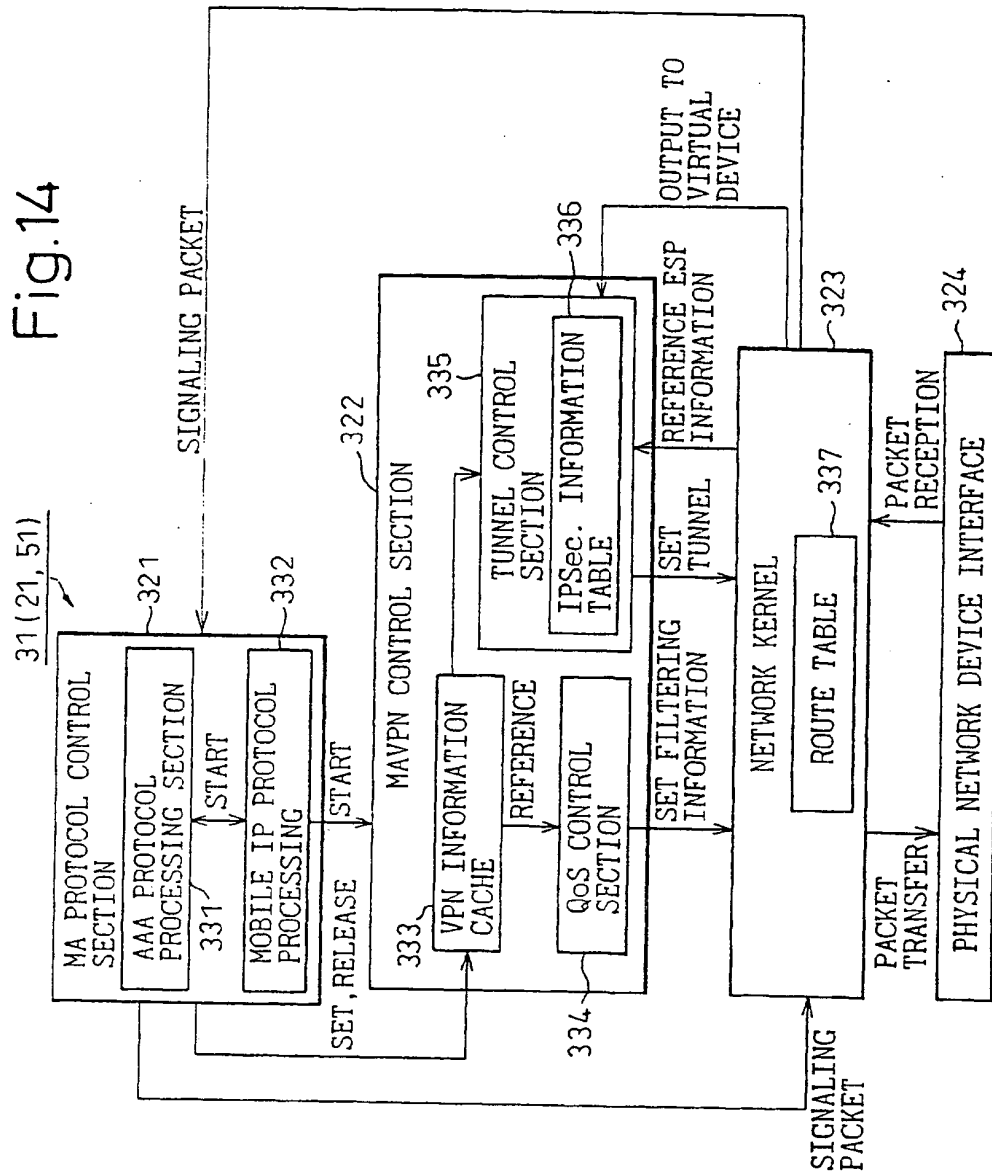 Fig.14
31(21, 51)
SIGNALING PACKET
MA PROTOCOL CONTROL
SECTION
321
AAA PROTOCOL
PROCESSING SECTION
331
START
332
MOBILE IP PROTOCOL
PROCESSING
SET, RELEASE
START
322
MAVPN CONTROL SECTION
333
VPN INFORMATION
CACHE
REFERENCE
334
QoS CONTROL
SECTION
335
TUNNEL CONTROL
SECTION
336
IPSec. INFORMATION
TABLE
OUTPUT TO
VIRTUAL
DEVICE
SET FILTERING
INFORMATION
SET
TUNNEL
REFERENCE ESP
INFORMATION
323
NETWORK KERNEL
337
ROUTE TABLE
SIGNALING
PACKET
PACKET
TRANSFER
PACKET
RECEPTION
324
PHYSICAL NETWORK DEVICE INTERFACE